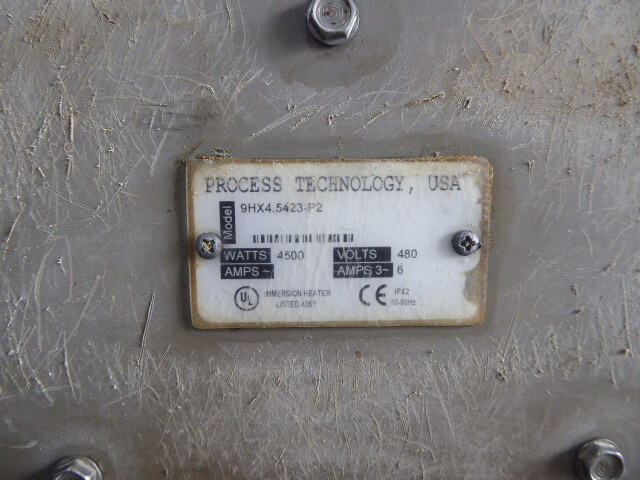 PROCESS TECHNOLOGY, USA
Model 9HX4.5423-P2
WATTS 4500 VOLTS 480
AMPS ~ AMPS 3~ 6
UL IMMERSION HEATER LISTED 426Y CE IPX2 50-60Hz